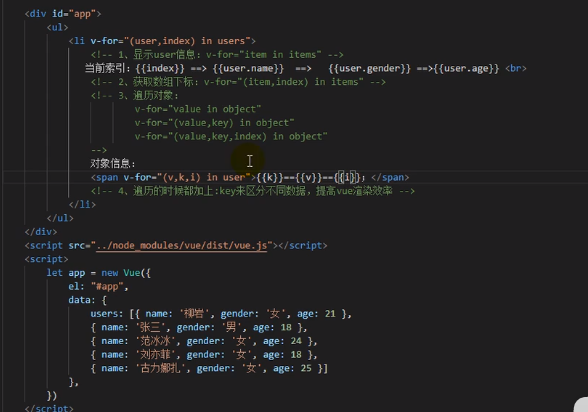 <div id="app">
<ul>
<li v-for="(user,index) in users">
<!-- 1、显示user信息：v-for="item in items" -->
当前索引：{{index}} ==> {{user.name}}  ==>   {{user.gender}} ==>{{user.age}} <br>
<!-- 2、获取数组下标：v-for="(item,index) in items" -->
<!-- 3、遍历对象：
v-for="value in object"
v-for="(value,key) in object"
v-for="(value,key,index) in object"
-->
对象信息：
<span v-for="(v,k,i) in user">{{k}}=={{v}}=={{i}}；</span>
<!-- 4、遍历的时候都加上:key来区分不同数据，提高vue渲染效率 -->
</li>
</ul>
</div>
<script src="../node_modules/vue/dist/vue.js"></script>
<script>
let app = new Vue({
el: "#app",
data: {
users: [{ name: '柳岩', gender: '女', age: 21 },
{ name: '张三', gender: '男', age: 18 },
{ name: '范冰冰', gender: '女', age: 24 },
{ name: '刘亦菲', gender: '女', age: 18 },
{ name: '古力娜扎', gender: '女', age: 25 }]
},
})
</script>